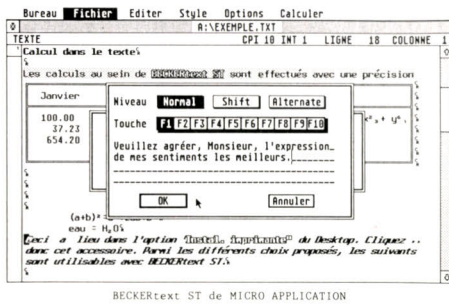 Bureau Fichier Editer Style Options Calculer
A:\EXEMPLE.TXT
TEXTE CPI 10 INT 1 LIGNE 18 COLONNE 1
Calcul dans le texte
Les calculs au sein de BECKERtext ST sont effectués avec une précision
Janvier
100.00
37.23
654.20
Niveau Normal Shift Alternate
Touche F1 F2 F3 F4 F5 F6 F7 F8 F9 F10
Veuillez agréer, Monsieur, l'expression
de mes sentiments les meilleurs.
OK Annuler
(a+b)²
eau = H₂O
Ceci a lieu dans l'option "Instal. imprimante" du Desktop. Cliquez ..
donc cet accessoire. Parmi les différents choix proposés, les suivants
sont utilisables avec BECKERtext ST.
BECKERtext ST de MICRO APPLICATION